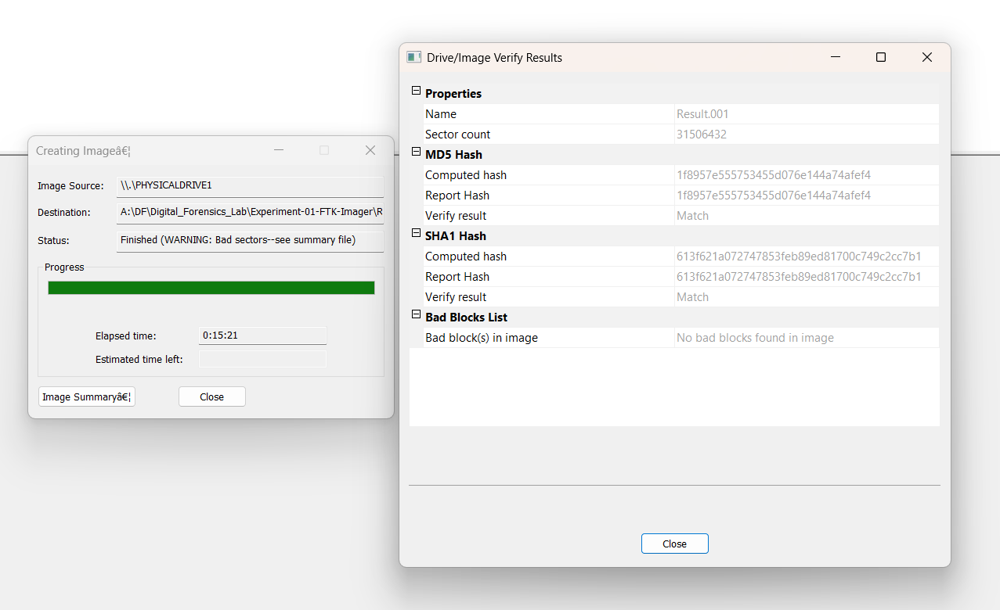 Creating Imageâ€¦
Image Source: \\.\PHYSICALDRIVE1
Destination: A:\DF\Digital_Forensics_Lab\Experiment-01-FTK-Imager\R
Status: Finished (WARNING: Bad sectors--see summary file)
Progress
Elapsed time: 0:15:21
Estimated time left:
Image Summaryâ€¦ Close
Drive/Image Verify Results
Properties
Name Result.001
Sector count 31506432
MD5 Hash
Computed hash 1f8957e555753455d076e144a74afef4
Report Hash 1f8957e555753455d076e144a74afef4
Verify result Match
SHA1 Hash
Computed hash 613f621a072747853feb89ed81700c749c2cc7b1
Report Hash 613f621a072747853feb89ed81700c749c2cc7b1
Verify result Match
Bad Blocks List
Bad block(s) in image No bad blocks found in image
Close